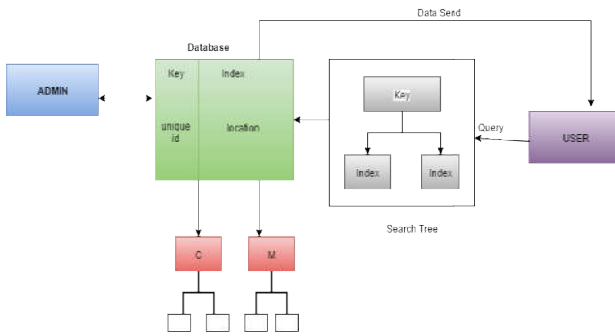 Data Send
Database
Key
Index
ADMIN
Key
Query
unique
id
location
USER
Index
Index
Search Tree
C
M